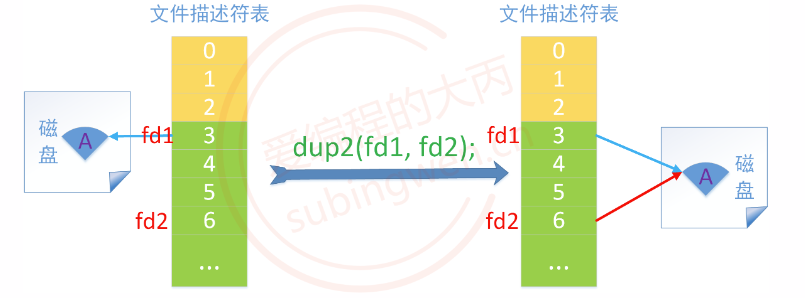 文件描述符表
文件描述符表
0
1
2
fd1
3
4
5
fd2
6
...
磁
盘
A
dup2(fd1, fd2);
0
1
2
fd1
3
4
5
fd2
6
...
A
磁
盘
爱编程的大丙
subingwen.cn